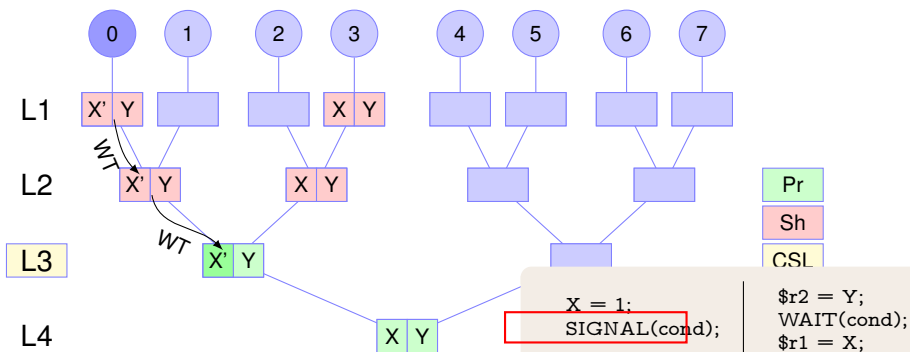 0 1 2 3 4 5 6 7
L1 X' Y X Y
WT
L2 X' Y X Y Pr
WT Sh
L3 X' Y CSL
X = 1; $r2 = Y;
SIGNAL(cond); WAIT(cond);
L4 X Y $r1 = X;